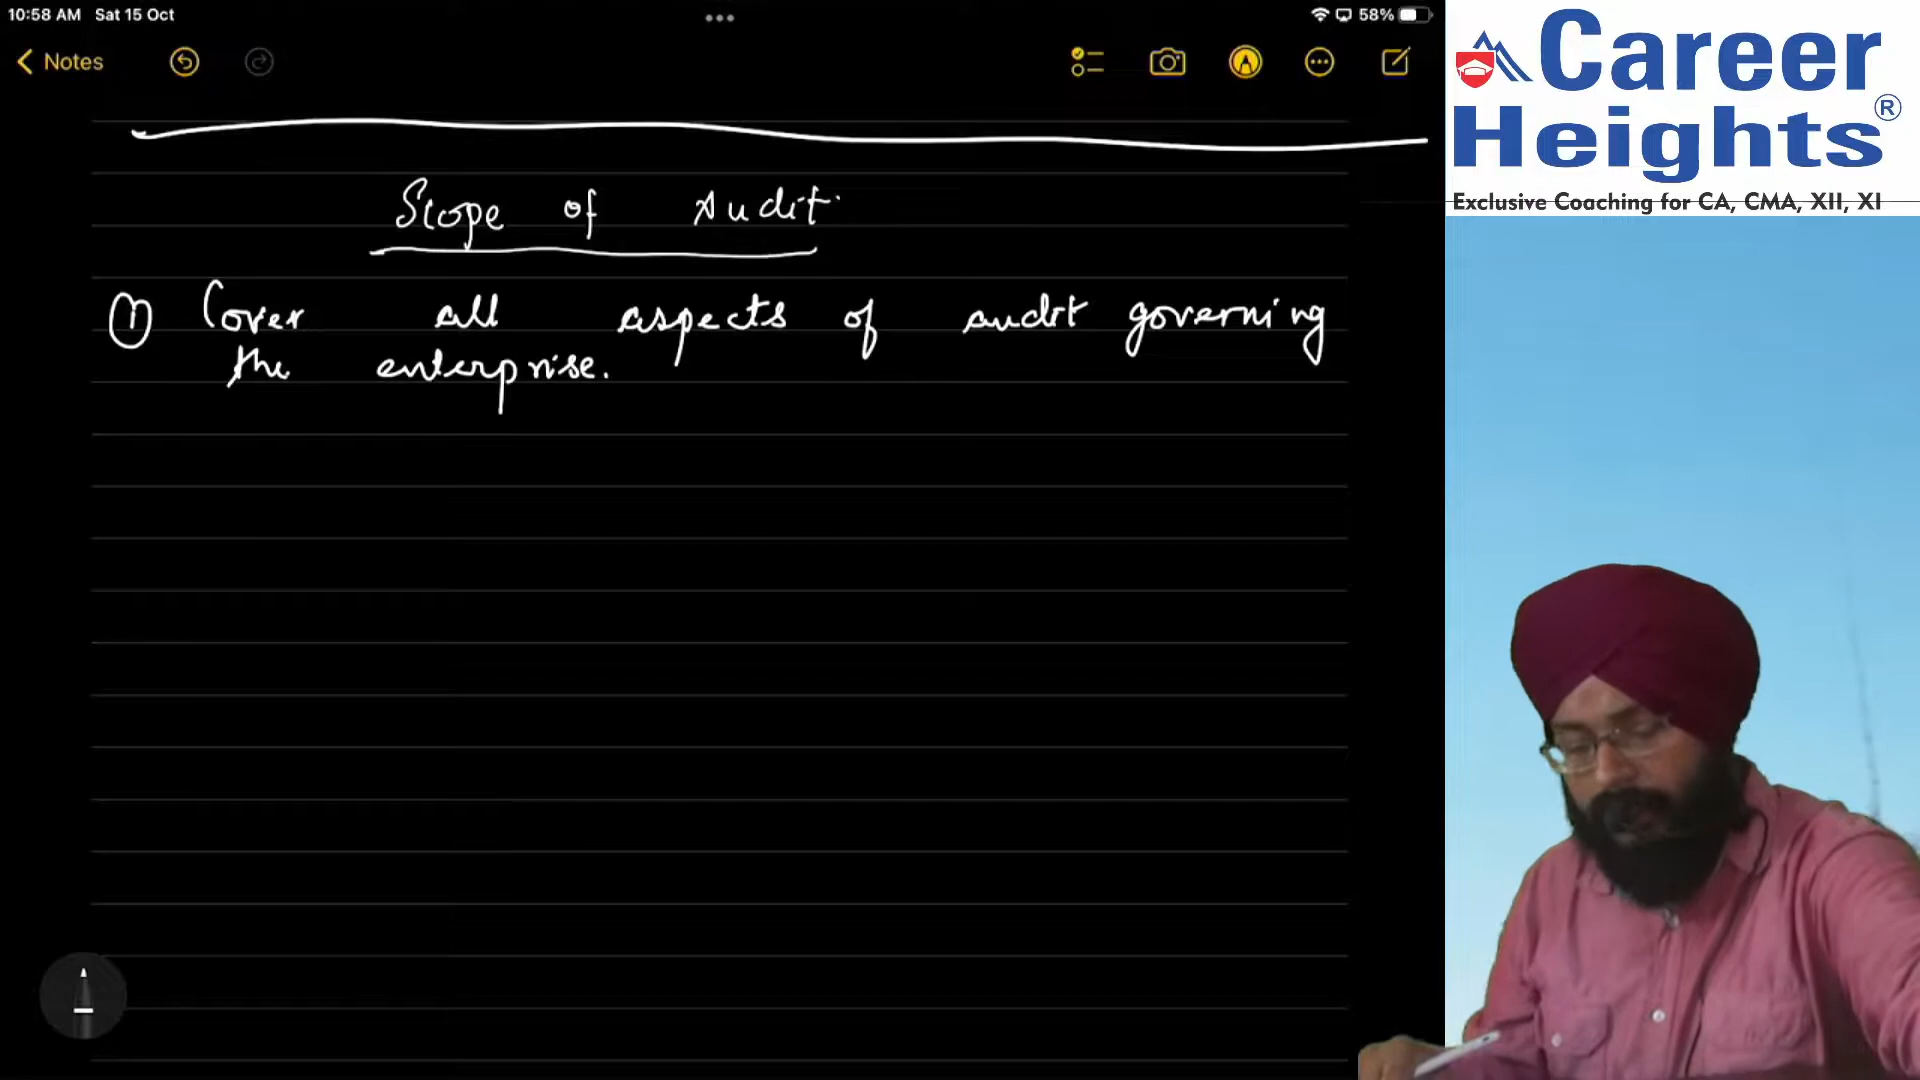 10:58 AM Sat 15 Oct
58%
Notes
Career
Heights®
Exclusive Coaching for CA, CMA, XII, XI
Scope of Audit
① Cover all aspects of audit governing
the enterprise.